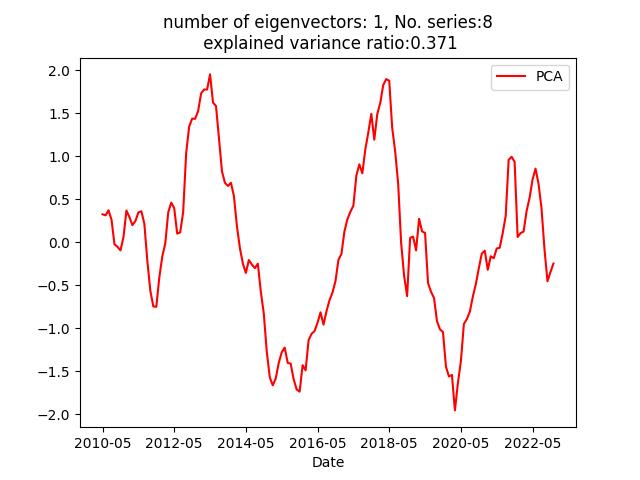 number of eigenvectors: 1, No. series:8
explained variance ratio:0.371
PCA
2.0
1.5
1.0
0.5
0.0
−0.5
−1.0
−1.5
−2.0
2010-05 2012-05 2014-05 2016-05 2018-05 2020-05 2022-05
Date